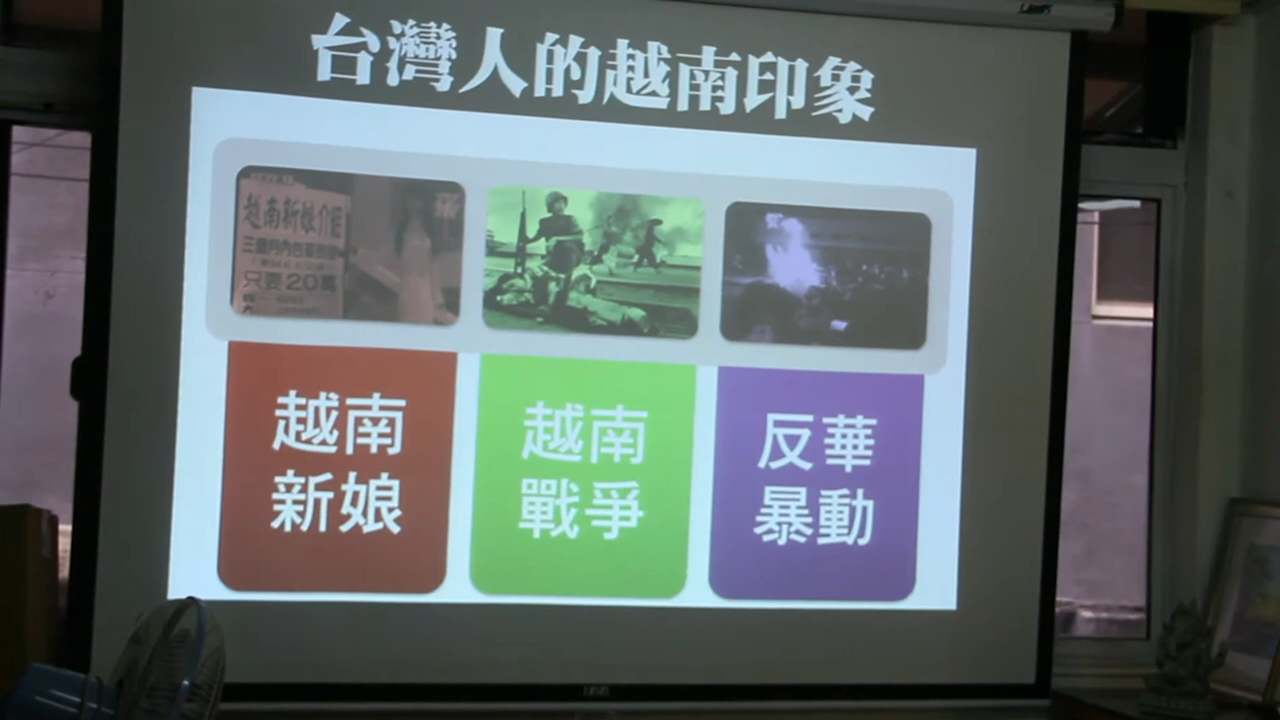 台灣人的越南印象
越南新娘介紹
只要20萬
越南
新娘
越南
戰爭
反華
暴動